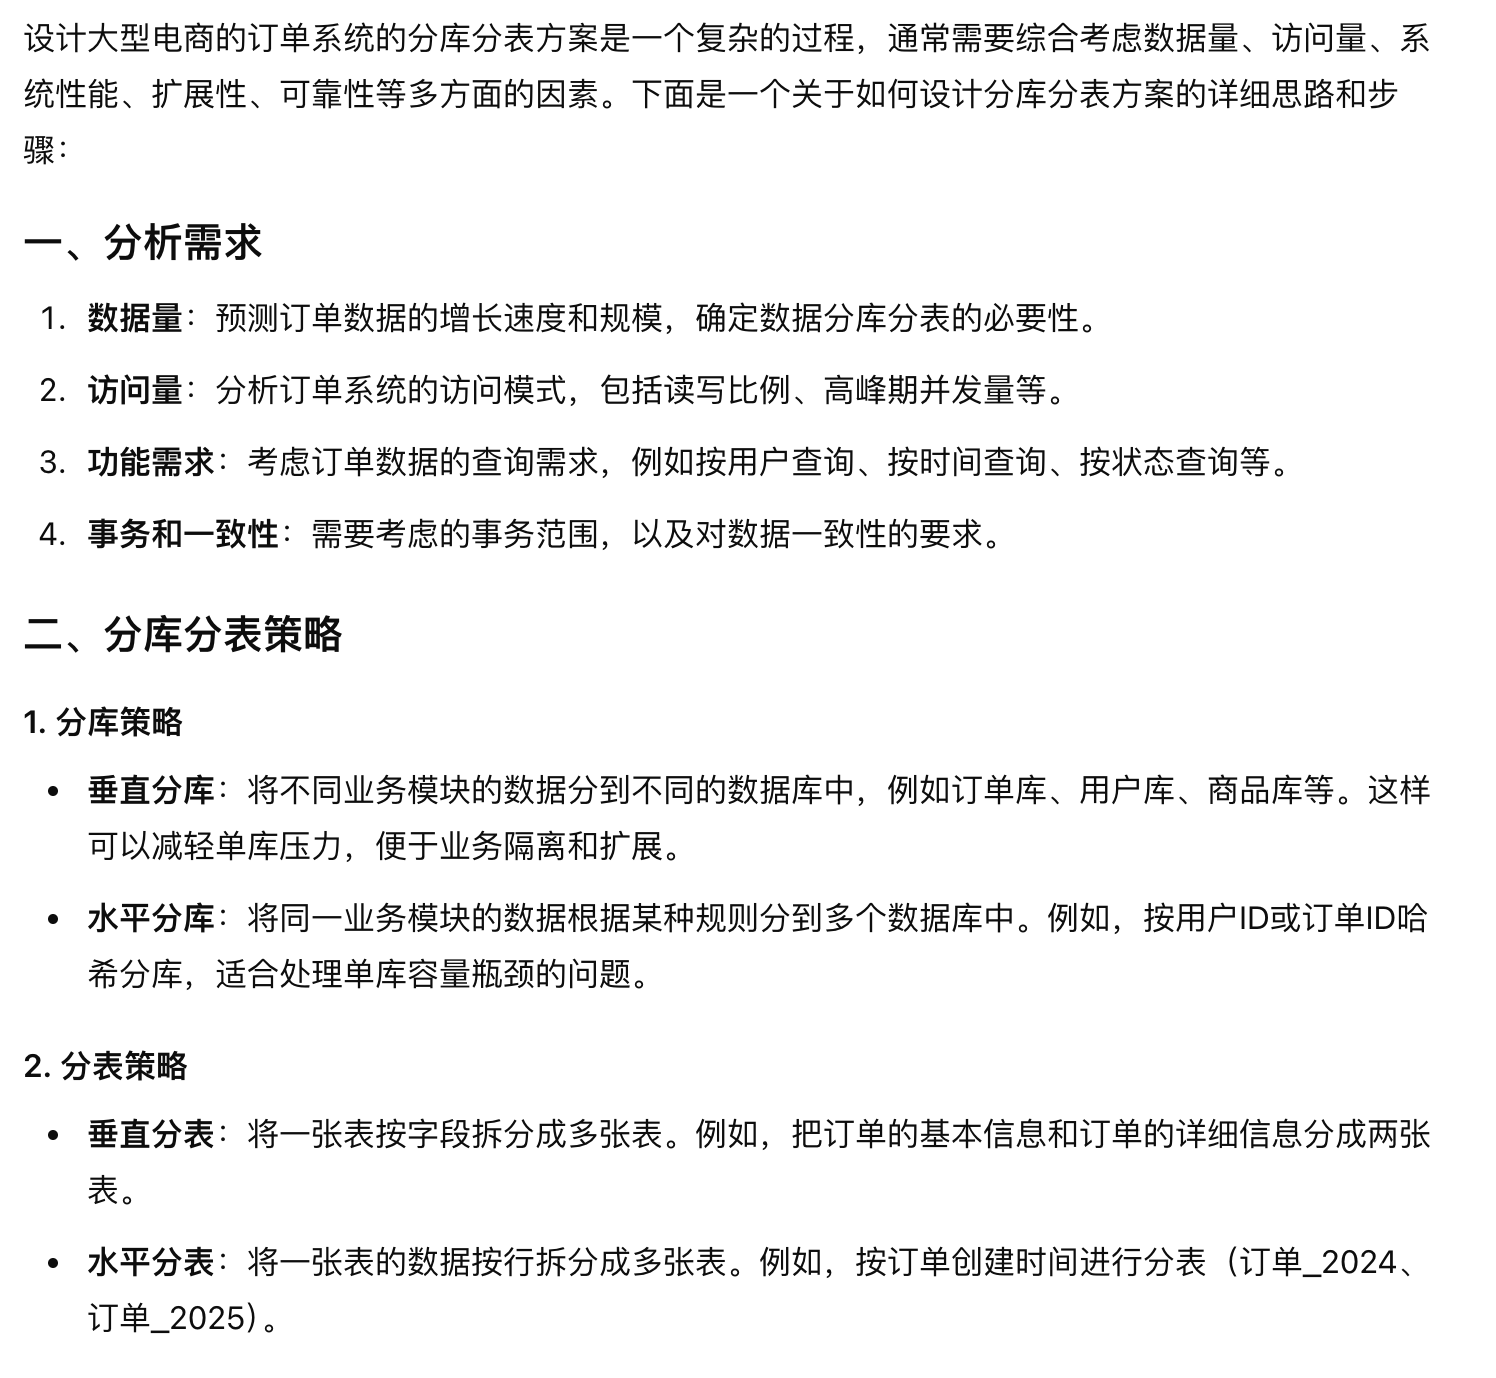 设计大型电商的订单系统的分库分表方案是一个复杂的过程，通常需要综合考虑数据量、访问量、系
统性能、扩展性、可靠性等多方面的因素。下面是一个关于如何设计分库分表方案的详细思路和步
骤：
一、分析需求
1. 数据量：预测订单数据的增长速度和规模，确定数据分库分表的必要性。
2. 访问量：分析订单系统的访问模式，包括读写比例、高峰期并发量等。
3. 功能需求：考虑订单数据的查询需求，例如按用户查询、按时间查询、按状态查询等。
4. 事务和一致性：需要考虑的事务范围，以及对数据一致性的要求。
二、分库分表策略
1. 分库策略
• 垂直分库：将不同业务模块的数据分到不同的数据库中，例如订单库、用户库、商品库等。这样
可以减轻单库压力，便于业务隔离和扩展。
• 水平分库：将同一业务模块的数据根据某种规则分到多个数据库中。例如，按用户ID或订单ID哈
希分库，适合处理单库容量瓶颈的问题。
2. 分表策略
• 垂直分表：将一张表按字段拆分成多张表。例如，把订单的基本信息和订单的详细信息分成两张
表。
• 水平分表：将一张表的数据按行拆分成多张表。例如，按订单创建时间进行分表（订单_2024、
订单_2025）。